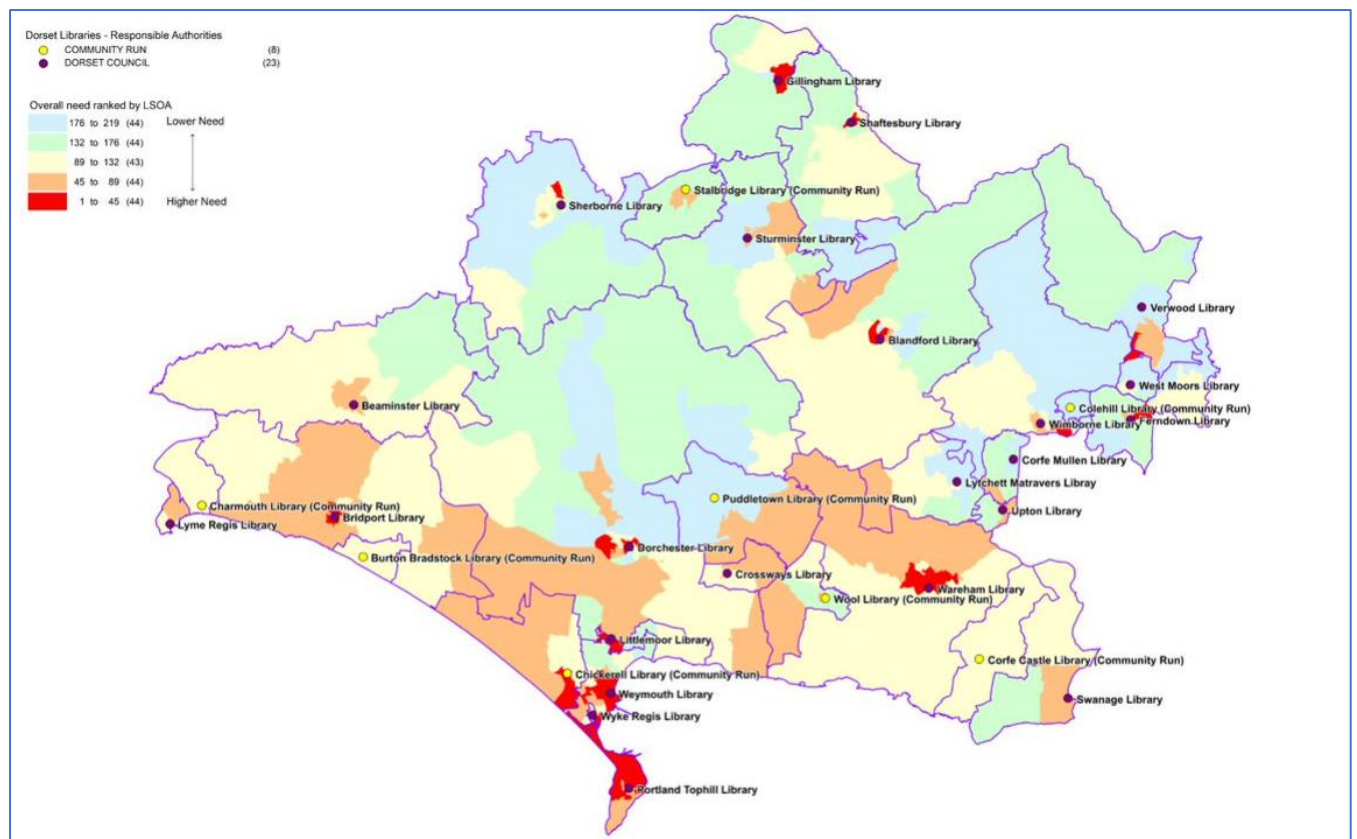 Dorset Libraries - Responsible Authorities
COMMUNITY RUN (8)
DORSET COUNCIL (23)
Overall need ranked by LSOA
176 to 219 (44) Lower Need
132 to 176 (44)
89 to 132 (43)
45 to 89 (44)
1 to 45 (44) Higher Need
Gillingham Library
Shaftesbury Library
Stalbridge Library (Community Run)
Sherborne Library
Sturminster Library
Verwood Library
Blandford Library
West Moors Library
Beaminster Library
Colehill Library (Community Run)
Ferndown Library
Wimborne Library
Corfe Mullen Library
Lytchett Matravers Libray
Puddletown Library (Community Run)
Charmouth Library (Community Run)
Upton Library
Bridport Library
Lyme Regis Library
Dorchester Library
Burton Bradstock Library (Community Run)
Crossways Library
Wareham Library
Wool Library (Community Run)
Littlemoor Library
Corfe Castle Library (Community Run)
Chickerell Library (Community Run)
Weymouth Library
Swanage Library
Wyke Regis Library
Portland Tophill Library